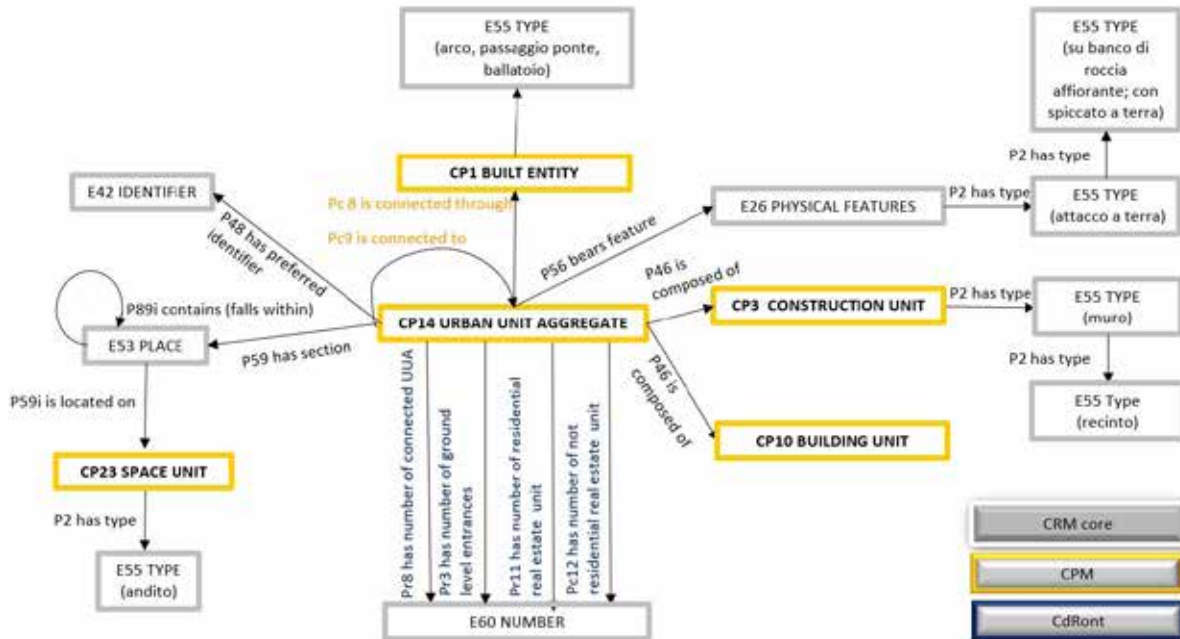 E55 TYPE
(arco, passaggio ponte,
ballatoio)
E55 TYPE
(su banco di
roccia
affiorante; con
spiccato a terra)
P2 has type
CP1 BUILT ENTITY
E42 IDENTIFIER
Pc8 is connected through
Pc9 is connected to
P48 has preferred
identifier
P56 bears feature
E26 PHYSICAL FEATURES
P2 has type
E55 TYPE
(attacco a terra)
P89i contains (falls within)
E53 PLACE
P59 has section
CP14 URBAN UNIT AGGREGATE
P46 is
composed of
CP3 CONSTRUCTION UNIT
P2 has type
E55 TYPE
(muro)
P2 has type
E55 Type
(recinto)
P46 is
composed of
CP10 BUILDING UNIT
P59i is located on
CP23 SPACE UNIT
P2 has type
E55 TYPE
(andito)
Pr8 has number of connected UUA
Pr3 has number of ground
level entrances
Pr11 has number of residential
real estate unit
Pc12 has number of not
residential real estate unit
E60 NUMBER
CRM core
CPM
CdRont